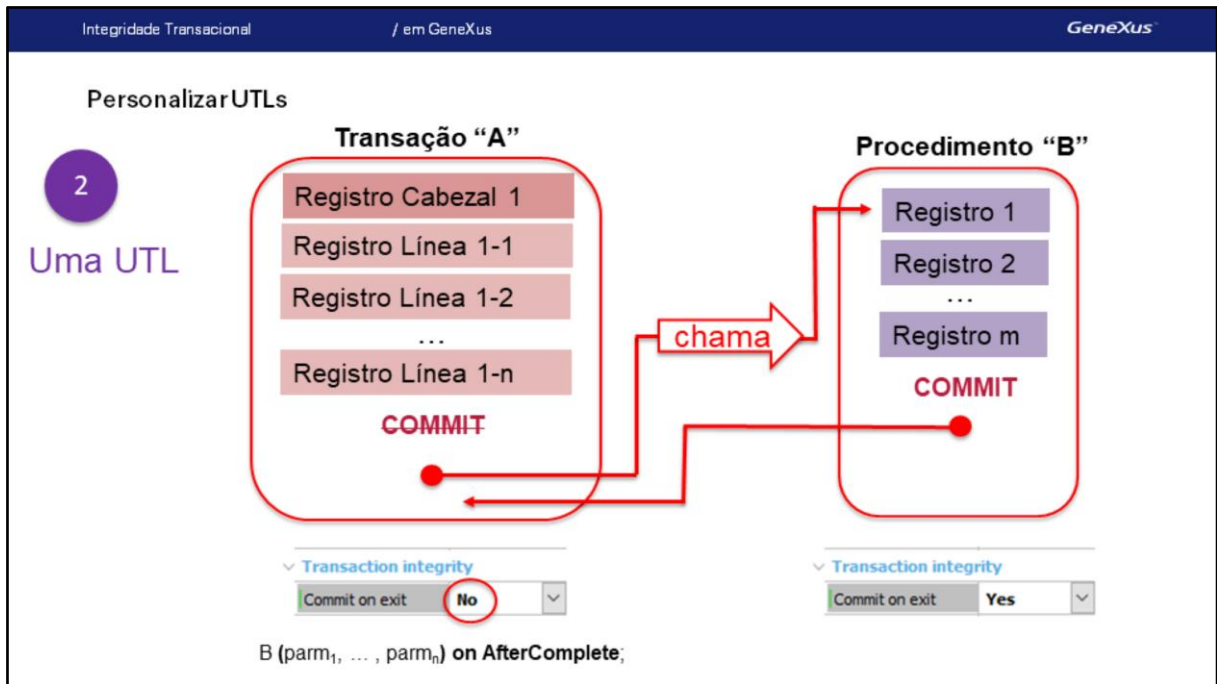 Integridade Transacional / em GeneXus GeneXus
Personalizar UTLs
Transação “A”
Procedimento “B”
2
Uma UTL
Registro Cabezal 1
Registro Línea 1-1
Registro Línea 1-2
...
Registro Línea 1-n
COMMIT
chama
Registro 1
Registro 2
...
Registro m
COMMIT
Transaction integrity
Commit on exit No
Transaction integrity
Commit on exit Yes
B (parm1, … , parmn) on AfterComplete;